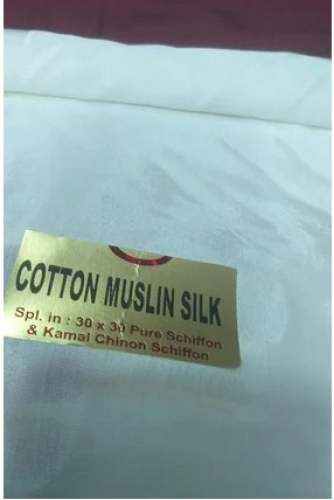 COTTON MUSLIN SILK
Spl. in : 30 x 30 Pure Schiffon
& Kamal Chinon Schiffon